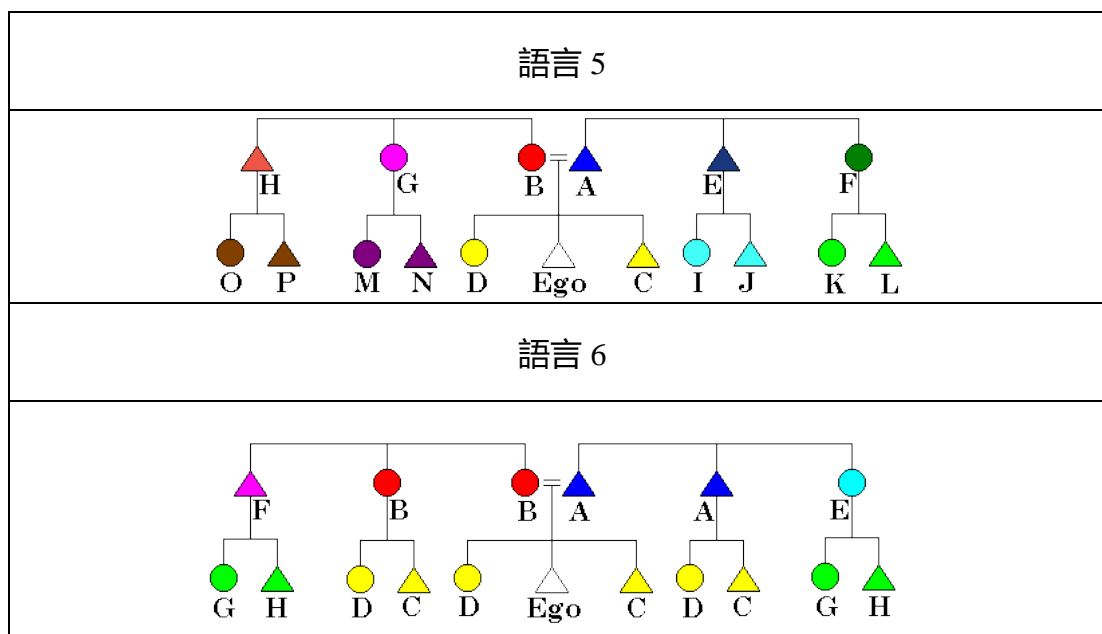 語言 5
H G B A E F
O P M N D Ego C I J K L
語言 6
F B B A A E
G H D C D Ego C D C G H